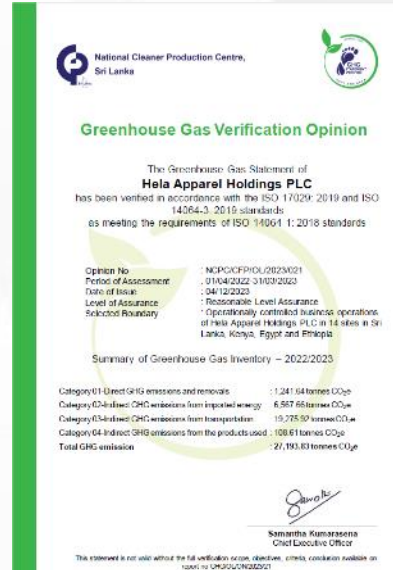 National Cleaner Production Centre,
Sri Lanka
Greenhouse Gas Verification Opinion
The Greenhouse Gas Statement of
Hela Apparel Holdings PLC
has been verified in accordance with the ISO 17029: 2019 and ISO
14064-3: 2019 standards
as meeting the requirements of ISO 14064 1: 2018 standards
Opinion No : NCPC/CFP/OL/2023/021
Period of Assessment : 01/04/2022-31/03/2023
Date of Issue : 04/12/2023
Level of Assurance : Reasonable Level Assurance
Selected Boundary : Operationally controlled business operations
of Hela Apparel Holdings PLC in 14 sites in Sri
Lanka, Kenya, Egypt and Ethiopia
Summary of Greenhouse Gas Inventory – 2022/2023
Category 01-Direct GHG emissions and removals : 1,241.64 tonnes CO₂e
Category 02-Indirect GHG emissions from imported energy : 6,567.66 tonnes CO₂e
Category 03-Indirect GHG emissions from transportation : 19,275.92 tonnes CO₂e
Category 04-Indirect GHG emissions from the products used : 108.61 tonnes CO₂e
Total GHG emission : 27,193.83 tonnes CO₂e
Samantha Kumarasena
Chief Executive Officer
This statement is not valid without the full verification scope, objectives, criteria, conclusion available on
report no